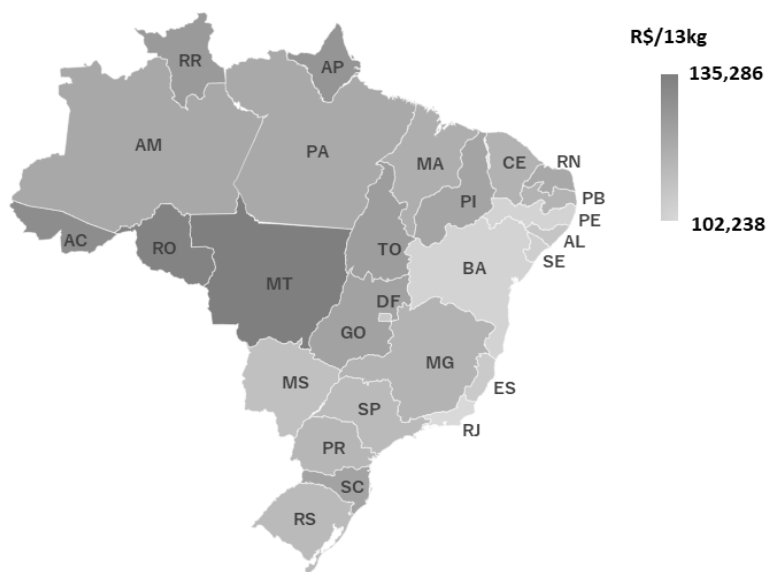 R$/13kg
135,286
102,238
RR
AP
AM
PA
MA
CE
RN
PB
PE
AL
SE
PI
AC
RO
TO
BA
MT
DF
GO
MG
ES
MS
SP
RJ
PR
SC
RS